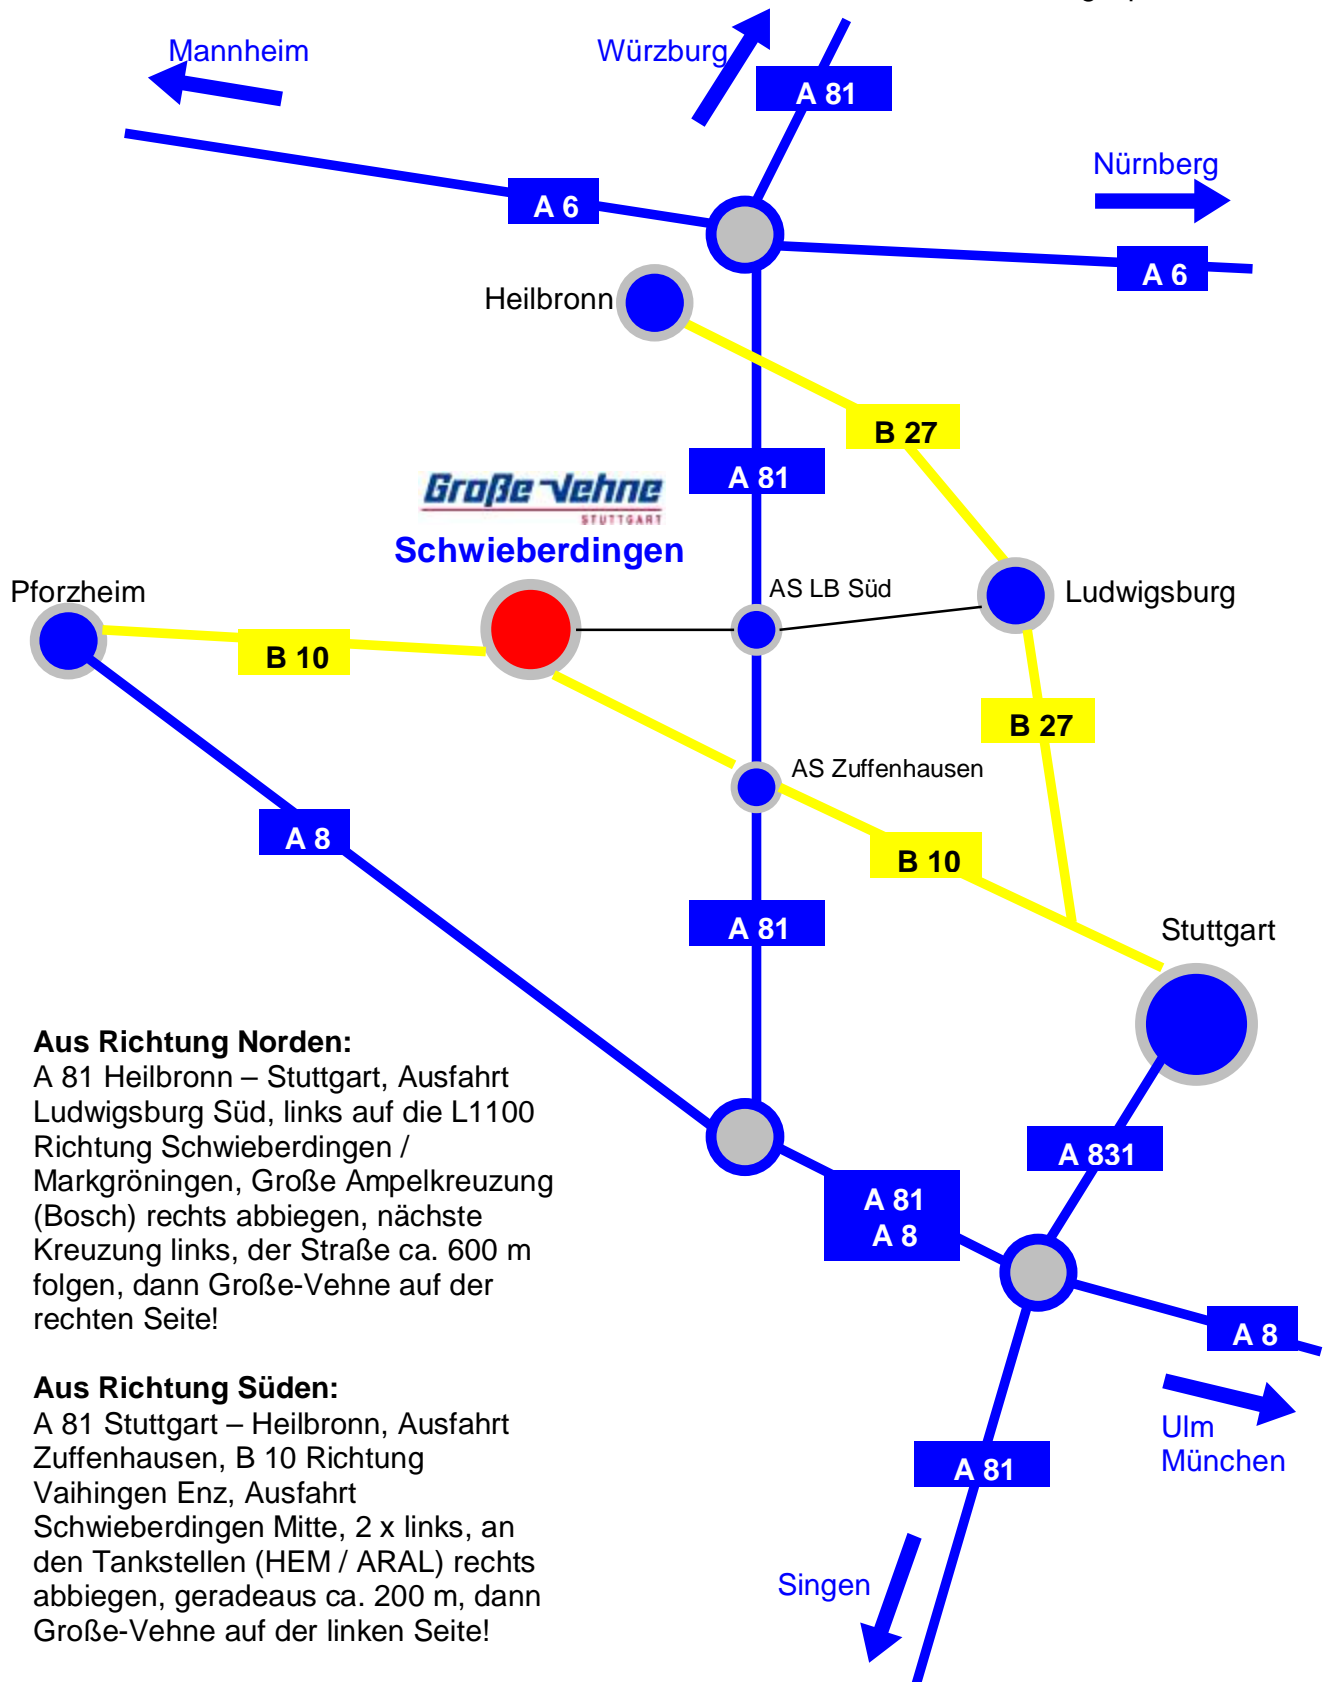 Mannheim
Würzburg
A 81
Nürnberg
A 6
A 6
Heilbronn
B 27
A 81
Große Vehne
STUTTGART
Schwieberdingen
Pforzheim
AS LB Süd
Ludwigsburg
B 10
B 27
AS Zuffenhausen
A 8
B 10
A 81
Stuttgart
Aus Richtung Norden:
A 81 Heilbronn – Stuttgart, Ausfahrt
Ludwigsburg Süd, links auf die L1100
Richtung Schwieberdingen /
Markgröningen, Große Ampelkreuzung
(Bosch) rechts abbiegen, nächste
Kreuzung links, der Straße ca. 600 m
folgen, dann Große-Vehne auf der
rechten Seite!
A 831
A 81
A 8
A 8
Aus Richtung Süden:
A 81 Stuttgart – Heilbronn, Ausfahrt
Zuffenhausen, B 10 Richtung
Vaihingen Enz, Ausfahrt
Schwieberdingen Mitte, 2 x links, an
den Tankstellen (HEM / ARAL) rechts
abbiegen, geradeaus ca. 200 m, dann
Große-Vehne auf der linken Seite!
Ulm
München
A 81
Singen